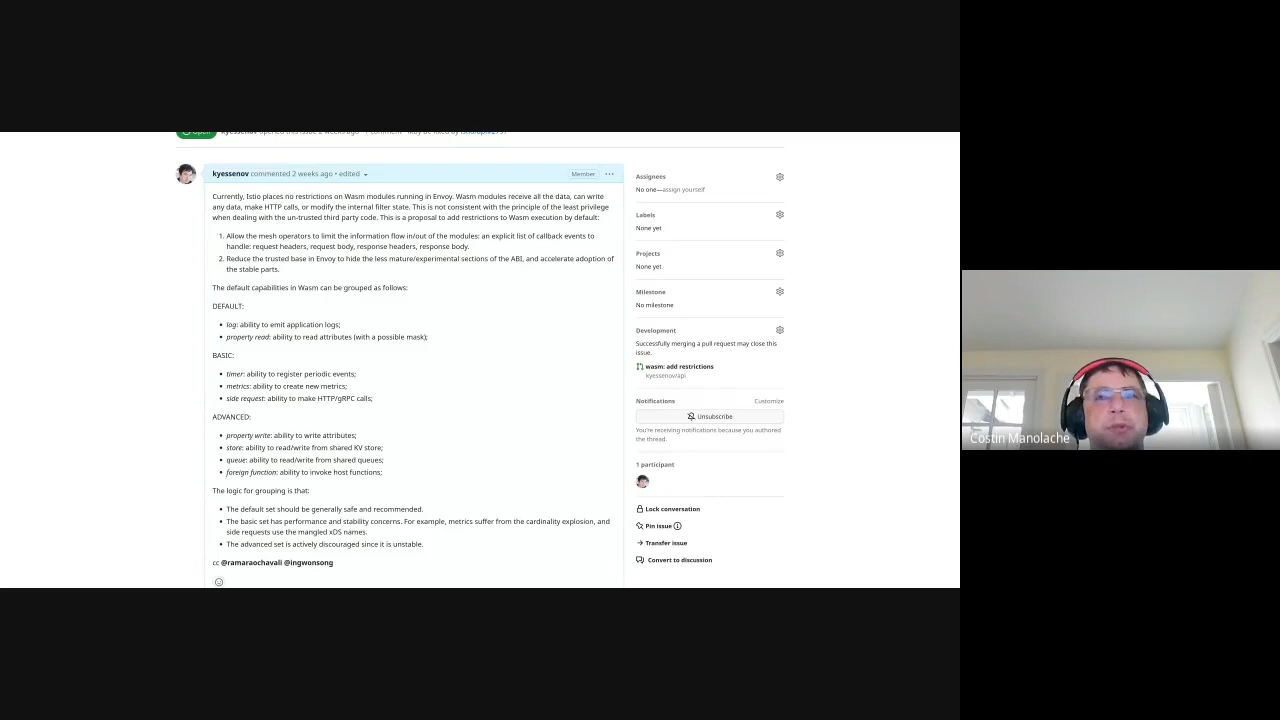 Open kyessenov opened this issue 2 weeks ago · 1 comment · May be fixed by
kyessenov commented 2 weeks ago • edited
Member
Currently, Istio places no restrictions on Wasm modules running in Envoy. Wasm modules receive all the data, can write
any data, make HTTP calls, or modify the internal filter state. This is not consistent with the principle of the least privilege
when dealing with the un-trusted third party code. This is a proposal to add restrictions to Wasm execution by default:
1. Allow the mesh operators to limit the information flow in/out of the modules: an explicit list of callback events to
handle: request headers, request body, response headers, response body.
2. Reduce the trusted base in Envoy to hide the less mature/experimental sections of the ABI, and accelerate adoption of
the stable parts.
The default capabilities in Wasm can be grouped as follows:
DEFAULT:
• log: ability to emit application logs;
• property read: ability to read attributes (with a possible mask);
BASIC:
• timer: ability to register periodic events;
• metrics: ability to create new metrics;
• side request: ability to make HTTP/gRPC calls;
ADVANCED:
• property write: ability to write attributes;
• store: ability to read/write from shared KV store;
• queue: ability to read/write from shared queues;
• foreign function: ability to invoke host functions;
The logic for grouping is that:
• The default set should be generally safe and recommended.
• The basic set has performance and stability concerns. For example, metrics suffer from the cardinality explosion, and
side requests use the mangled xDS names.
• The advanced set is actively discouraged since it is unstable.
cc @ramaraochavali @ingwonsong
Assignees
No one—assign yourself
Labels
None yet
Projects
None yet
Milestone
No milestone
Development
Successfully merging a pull request may close this
issue.
wasm: add restrictions
kyessenov/api
Notifications
Customize
Unsubscribe
You're receiving notifications because you authored
the thread.
1 participant
Lock conversation
Pin issue
Transfer issue
Convert to discussion
Costin Manolache